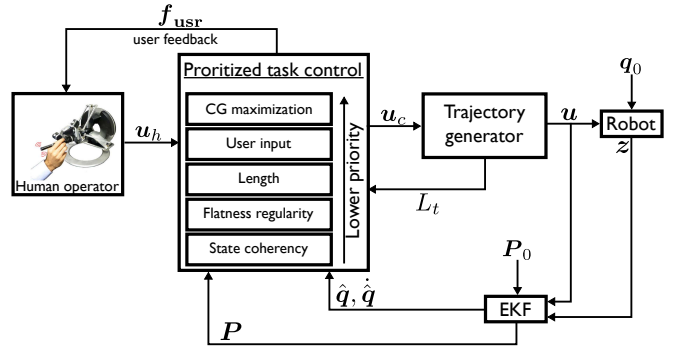 f_usr
user feedback
Proritized task control
CG maximization
User input
Length
Flatness regularity
State coherency
Lower priority
Human operator
u_h
u_c
Trajectory
generator
L_t
u
q_0
Robot
z
P_0
EKF
q̂, q̂̇
P